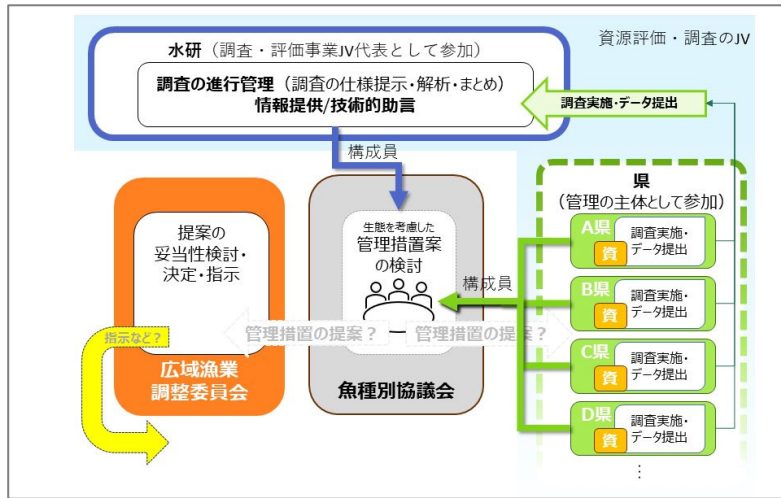 資源評価・調査のJV
水研（調査・評価事業JV代表として参加）
調査の進行管理（調査の仕様提示・解析・まとめ）
情報提供/技術的助言
調査実施・データ提出
構成員
県
（管理の主体として参加）
提案の
妥当性検討・
決定・指示
生態を考慮した
管理措置案
の検討
構成員
A県
資
調査実施・
データ提出
B県
資
調査実施・
データ提出
C県
資
調査実施・
データ提出
D県
資
調査実施・
データ提出
⋮
指示など？
管理措置の提案？
管理措置の提案？
広域漁業
調整委員会
魚種別協議会